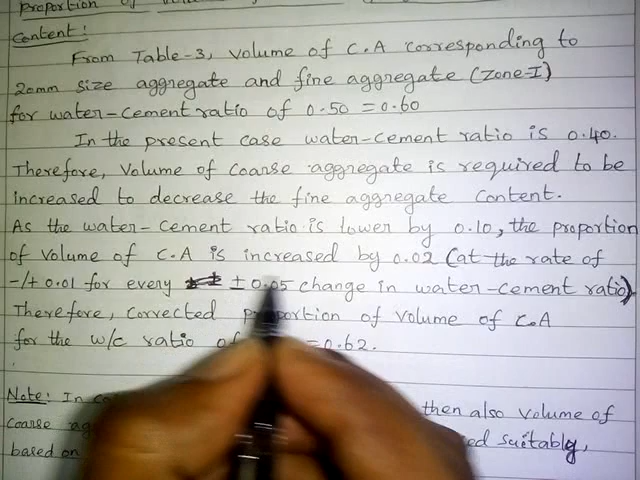 Proportion of Volume
Content:
From Table-3, Volume of C.A corresponding to
20mm size aggregate and fine aggregate (Zone-I)
for water-cement ratio of 0.50 = 0.60
In the present case water-cement ratio is 0.40.
Therefore, Volume of Coarse aggregate is required to be
increased to decrease the fine aggregate content.
As the water-cement ratio is lower by 0.10, the proportion
of volume of C.A is increased by 0.02 (at the rate of
-/+ 0.01 for every ± 0.05 change in water-cement ratio)
Therefore, corrected proportion of volume of C.A
for the w/c ratio of = 0.62.
Note: In then also volume of
Coarse suitably,
based on